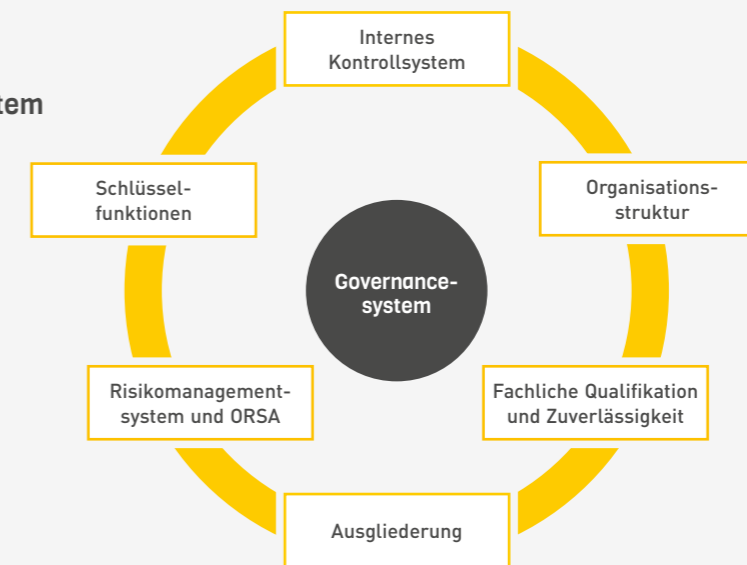 Internes
Kontrollsystem
tem
Schlüssel-
funktionen
Organisations-
struktur
Governance-
system
Risikomanagement-
system und ORSA
Fachliche Qualifikation
und Zuverlässigkeit
Ausgliederung